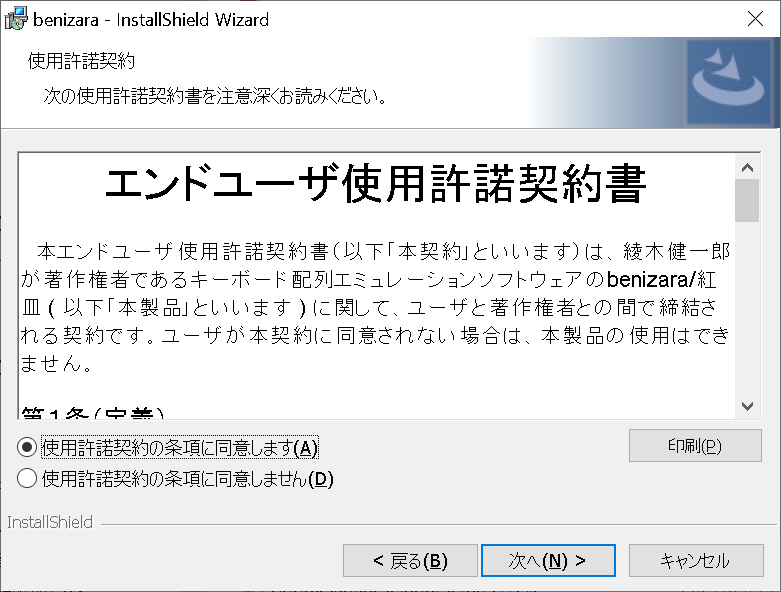 benizara - InstallShield Wizard
使用許諾契約
次の使用許諾契約書を注意深くお読みください。
エンドユーザ使用許諾契約書
本エンドユーザ使用許諾契約書（以下「本契約」といいます）は、綾木健一郎
が著作権者であるキーボード配列エミュレーションソフトウェアのbenizara/紅
皿 ( 以下「本製品」といいます ) に関して、ユーザと著作権者との間で締結さ
れる契約です。ユーザが本契約に同意されない場合は、本製品の使用はでき
ません。
第１条（定義）
使用許諾契約の条項に同意します(A)
印刷(P)
使用許諾契約の条項に同意しません(D)
InstallShield
< 戻る(B)
次へ(N) >
キャンセル